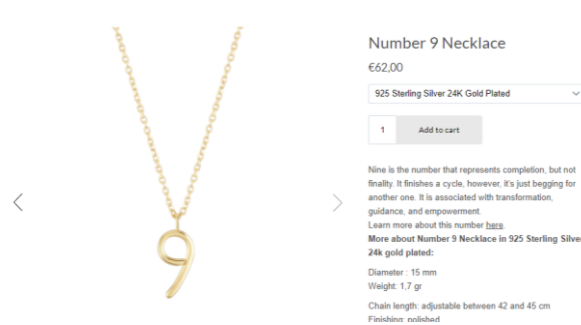 Number 9 Necklace
€62,00
925 Sterling Silver 24K Gold Plated
1 Add to cart
Nine is the number that represents completion, but not
finality. It finishes a cycle, however, it's just begging for
another one. It is associated with transformation,
guidance, and empowerment.
Learn more about this number here.
More about Number 9 Necklace in 925 Sterling Silver
24k gold plated:
Diameter : 15 mm
Weight: 1,7 gr
Chain length: adjustable between 42 and 45 cm
Finishing: polished